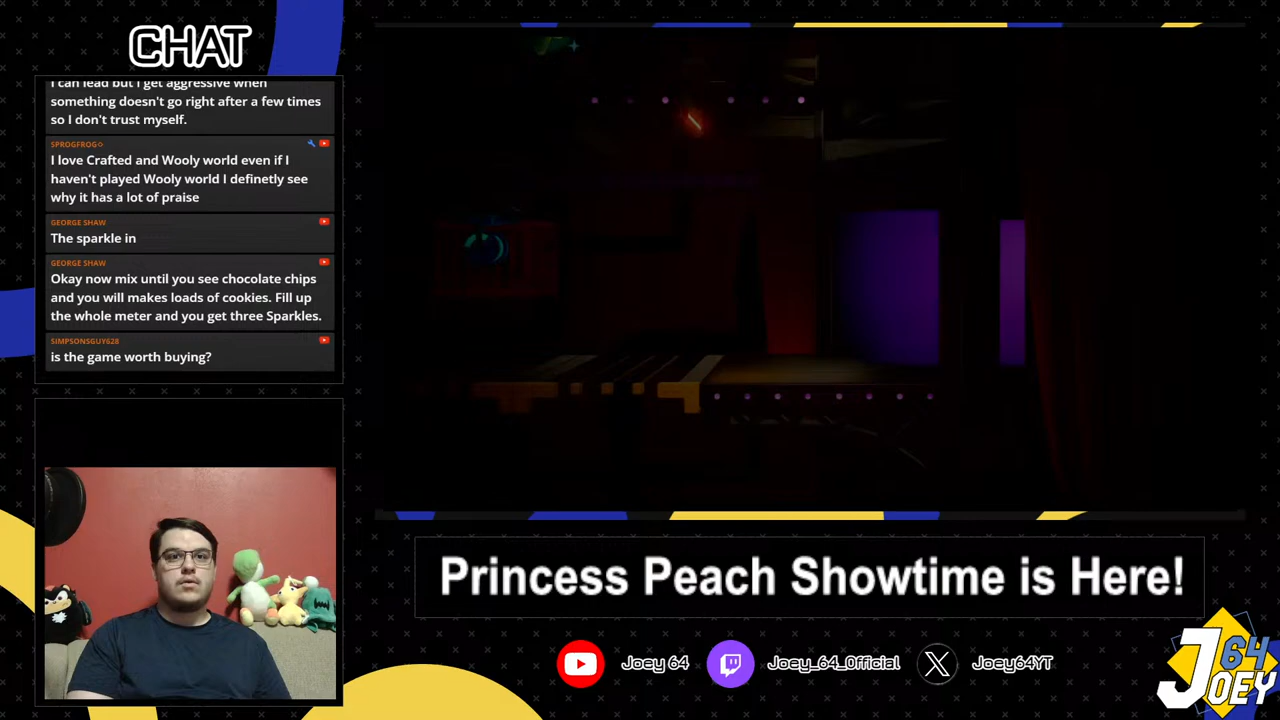 CHAT
I can lead but I get aggressive when
something doesn't go right after a few times
so I don't trust myself.
SPROGFROG
I love Crafted and Wooly world even if I
haven't played Wooly world I definetly see
why it has a lot of praise
GEORGE SHAW
The sparkle in
GEORGE SHAW
Okay now mix until you see chocolate chips
and you will makes loads of cookies. Fill up
the whole meter and you get three Sparkles.
SIMPSONSGUY628
is the game worth buying?
Princess Peach Showtime is Here!
Joey 64
Joey_64_Official
Joey64YT
JOEY 64